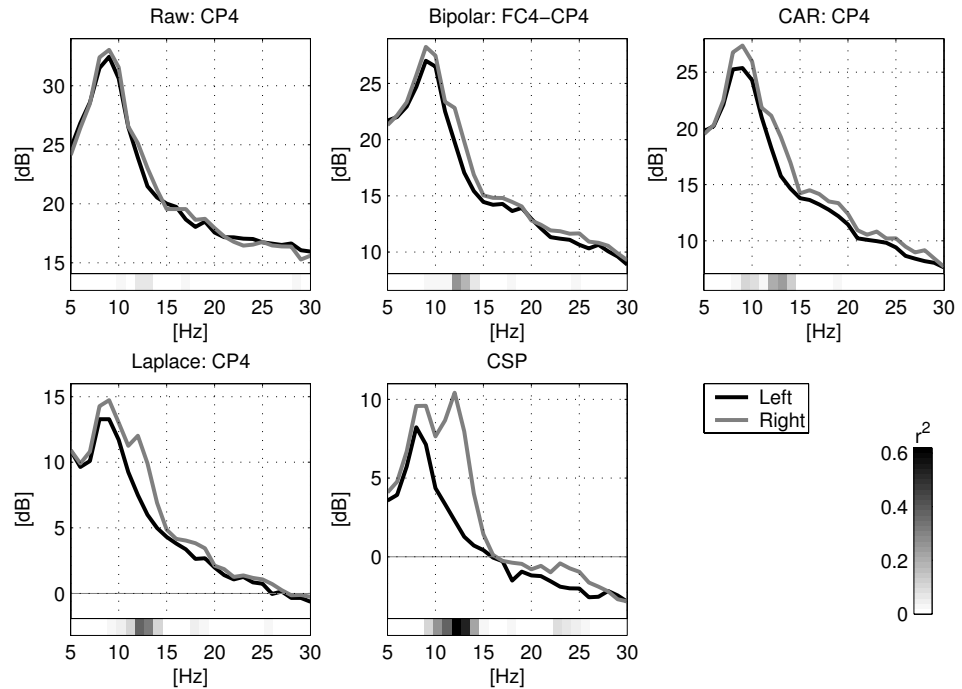 Raw: CP4
[dB]
30
25
20
15
5 10 15 20 25 30
[Hz]
Bipolar: FC4−CP4
[dB]
25
20
15
10
5 10 15 20 25 30
[Hz]
CAR: CP4
[dB]
25
20
15
10
5 10 15 20 25 30
[Hz]
Laplace: CP4
[dB]
15
10
5
0
5 10 15 20 25 30
[Hz]
CSP
[dB]
10
5
0
5 10 15 20 25 30
[Hz]
Left
Right
r²
0.6
0.4
0.2
0